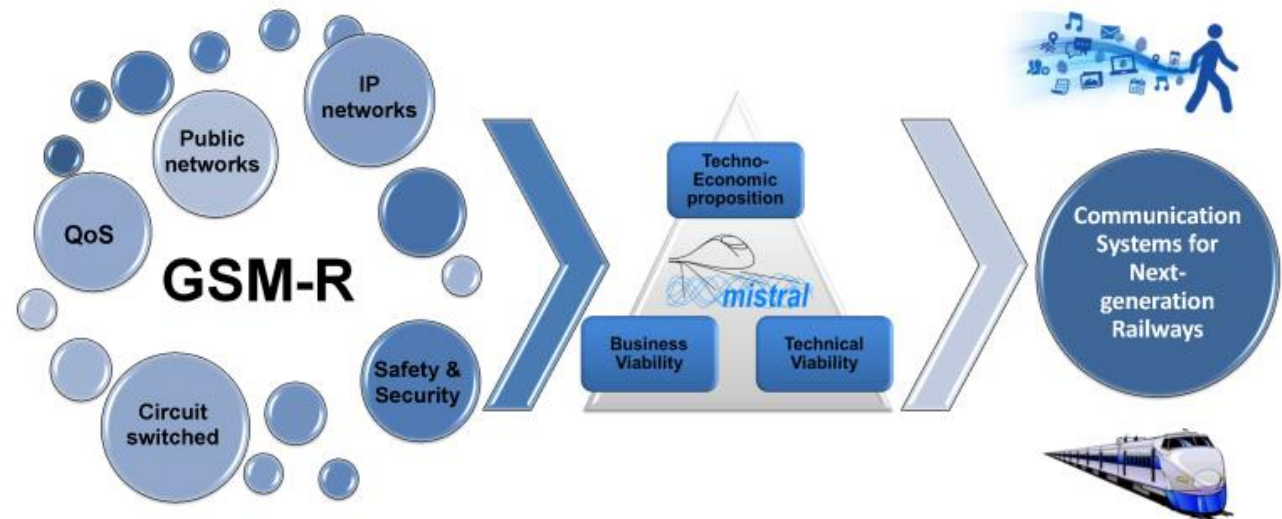 IP
networks
Public
networks
QoS
GSM-R
Safety &
Security
Circuit
switched
Techno-
Economic
proposition
mistral
Business
Viability
Technical
Viability
Communication
Systems for
Next-
generation
Railways